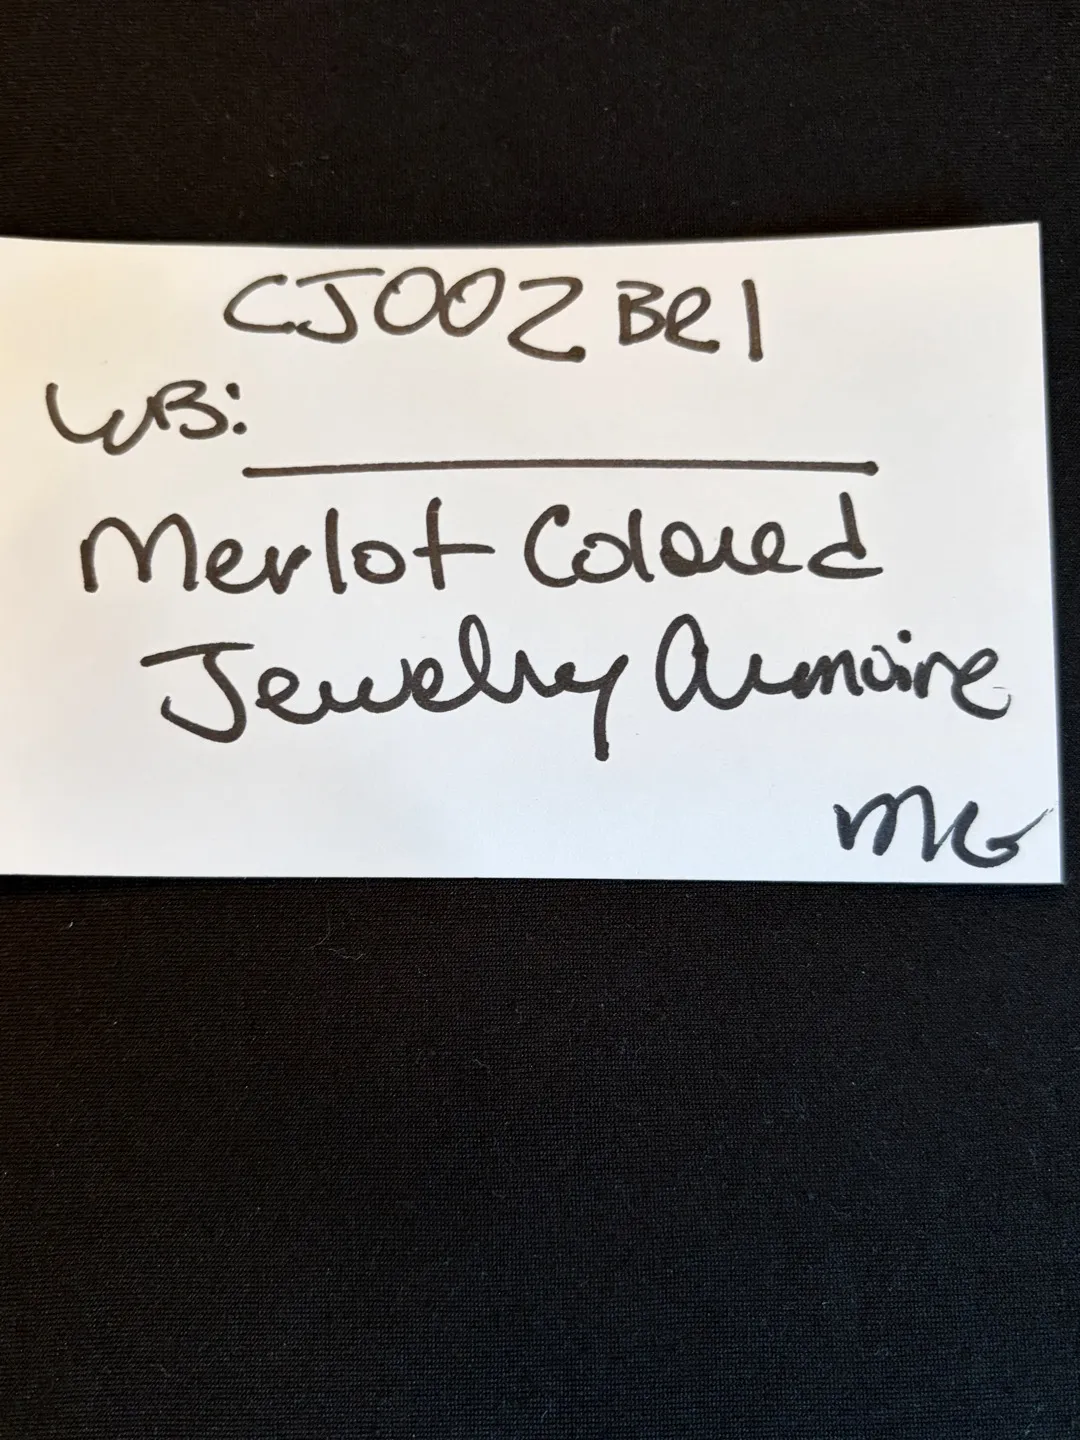 CJ002BR1
WB:
Merlot Colored
Jewelry Armoire
MG